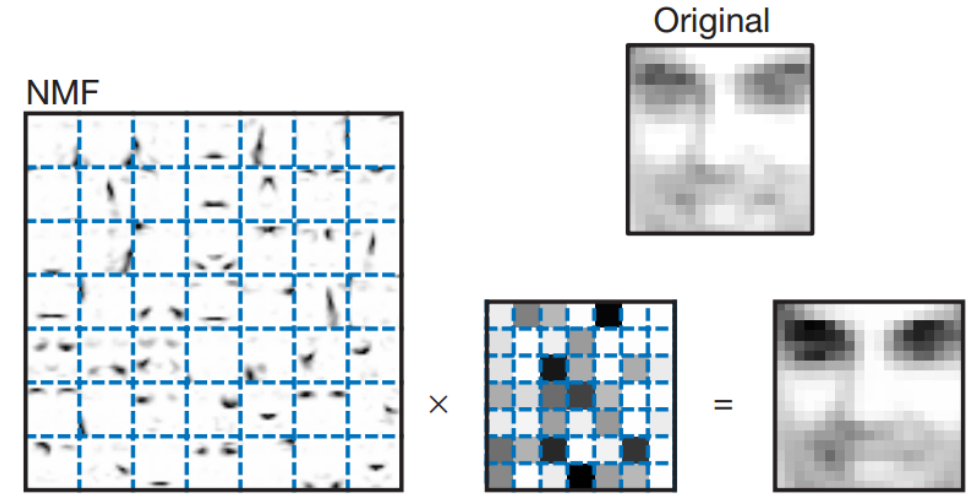 Original
NMF
× =